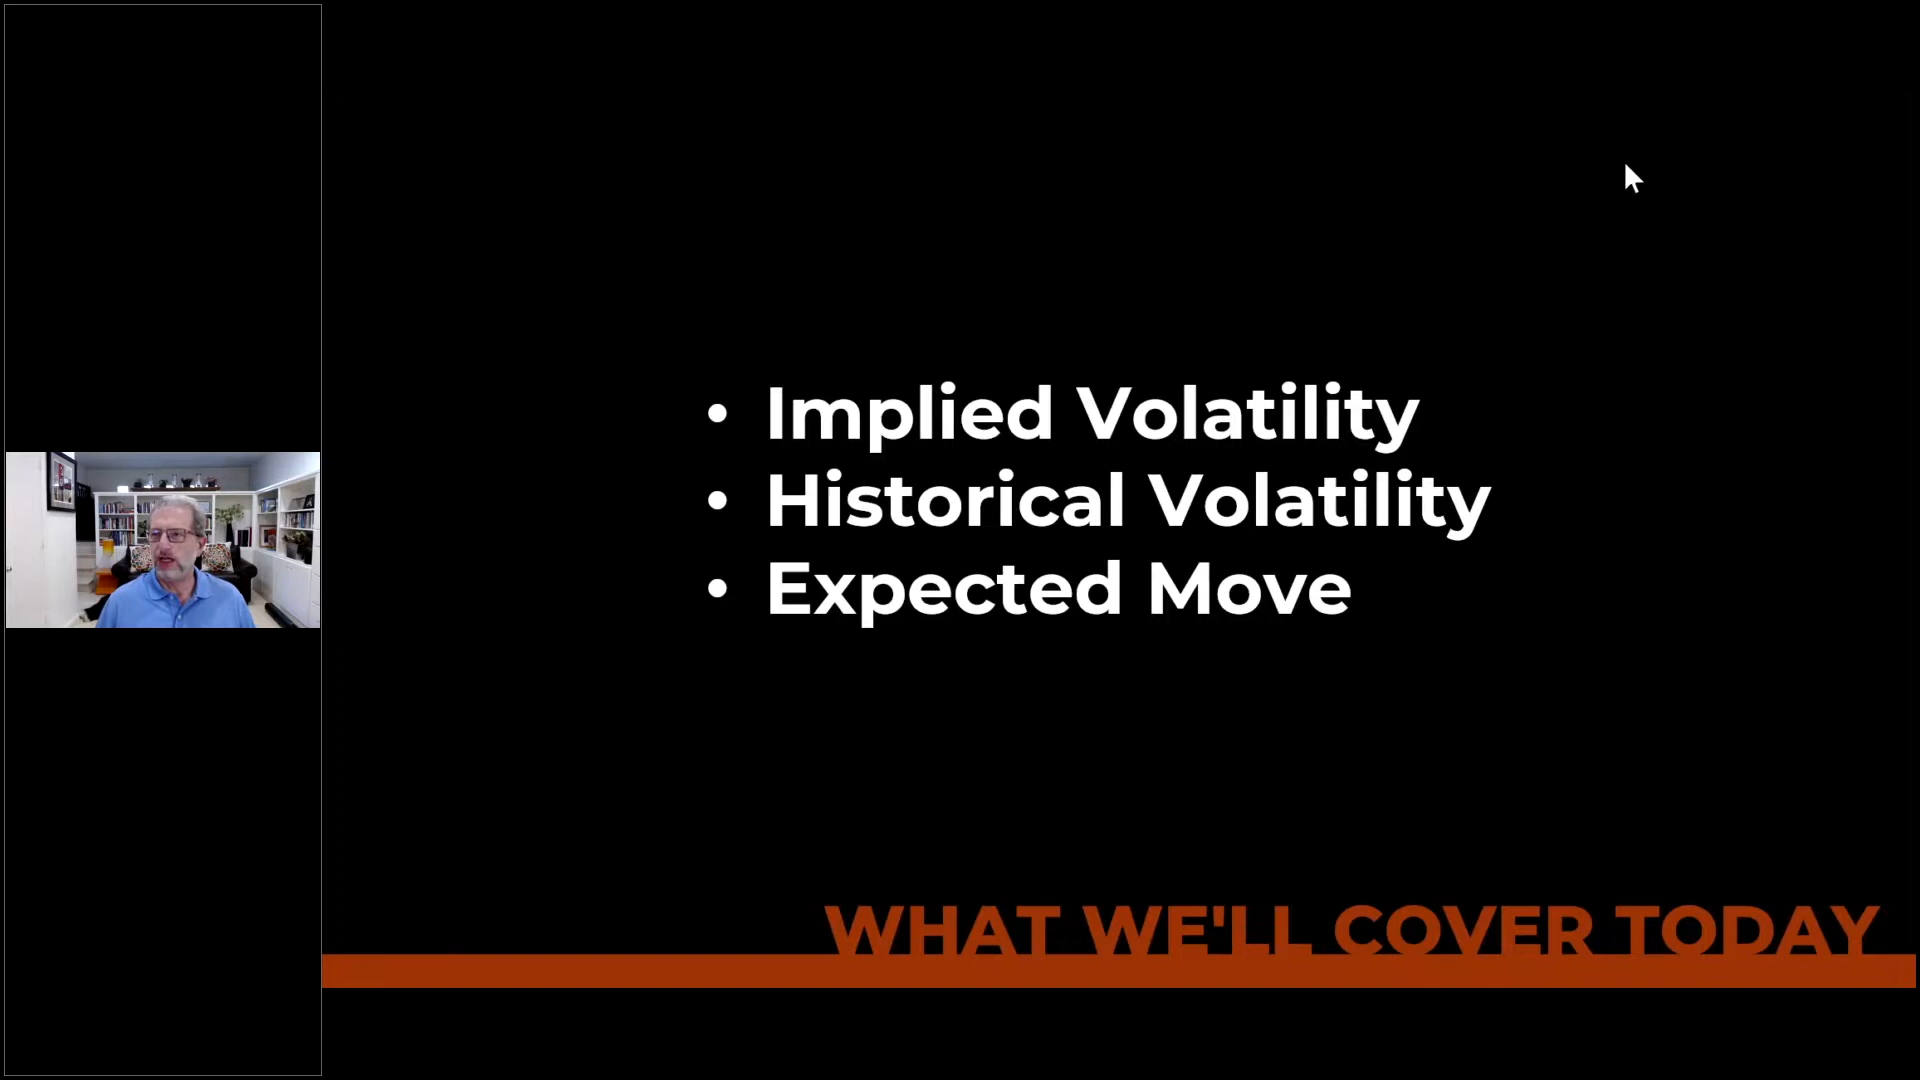 • Implied Volatility
• Historical Volatility
• Expected Move
WHAT WE'LL COVER TODAY